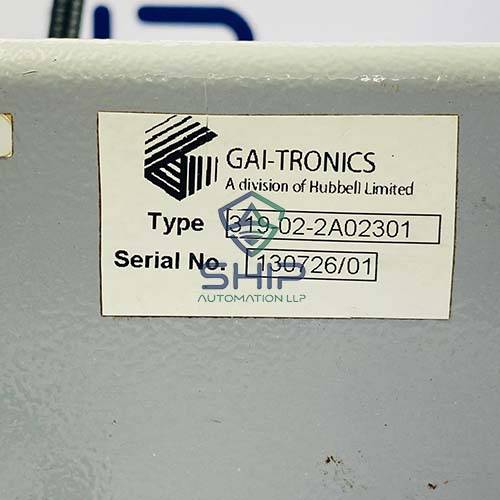 GAI-TRONICS
A division of Hubbell Limited
Type 319-02-2A02301
Serial No. 130726/01
SHIP
AUTOMATION LLP